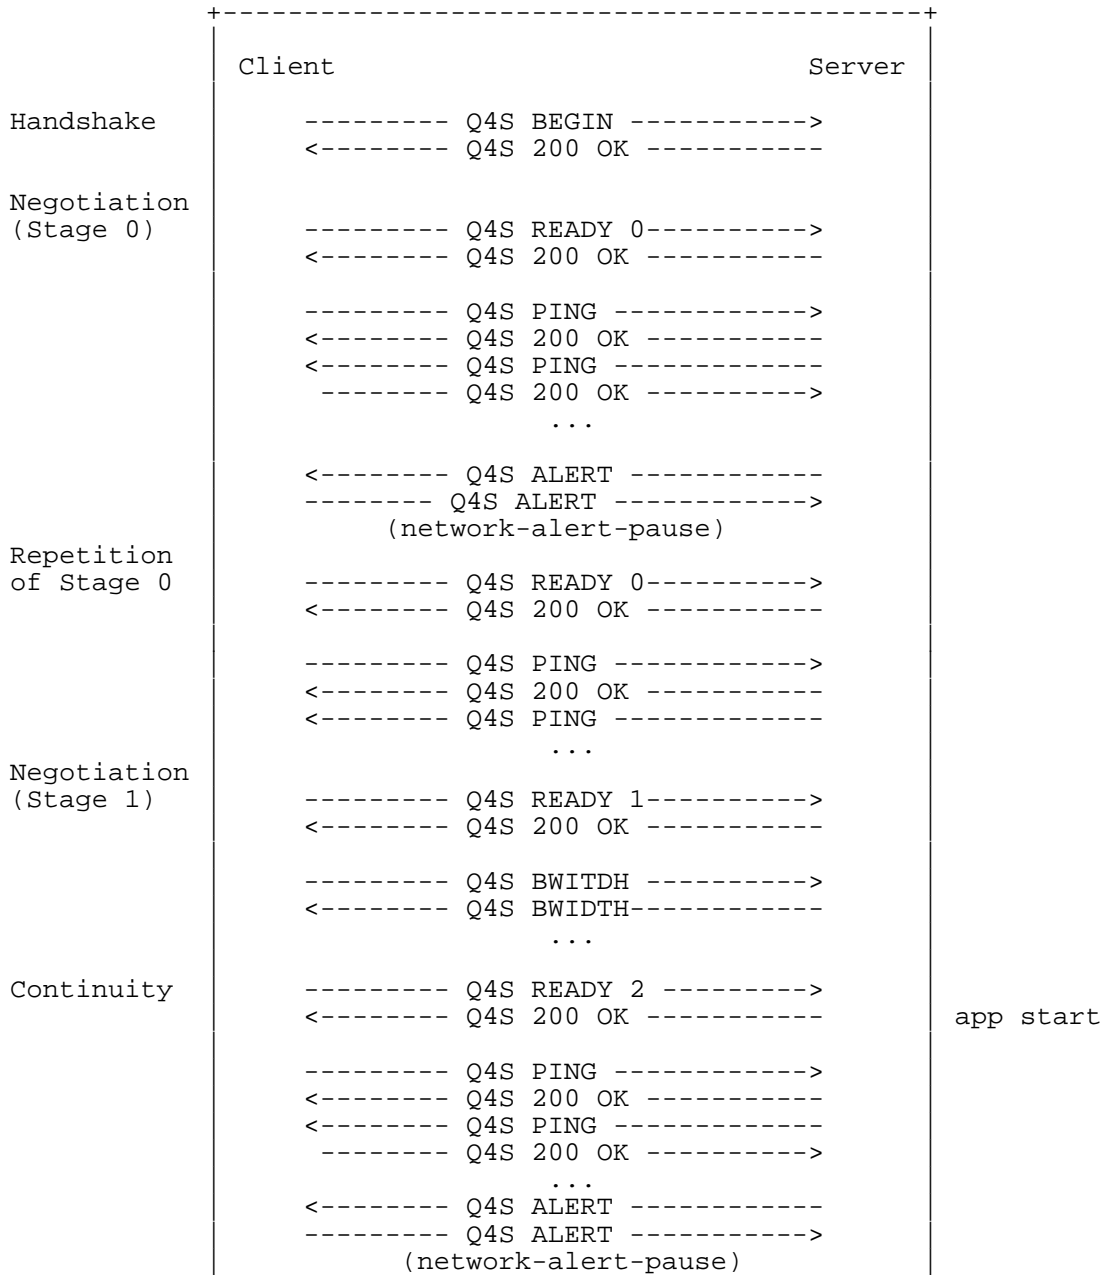 +-------------------------------------------+
Client Server
Handshake --------- Q4S BEGIN ----------->
<-------- Q4S 200 OK -----------
Negotiation
(Stage 0) --------- Q4S READY 0---------->
<-------- Q4S 200 OK -----------
--------- Q4S PING ------------>
<-------- Q4S 200 OK -----------
<-------- Q4S PING -------------
-------- Q4S 200 OK ---------->
...
<-------- Q4S ALERT ------------
-------- Q4S ALERT ------------>
(network-alert-pause)
Repetition
of Stage 0 --------- Q4S READY 0---------->
<-------- Q4S 200 OK -----------
--------- Q4S PING ------------>
<-------- Q4S 200 OK -----------
<-------- Q4S PING -------------
...
Negotiation
(Stage 1) --------- Q4S READY 1---------->
<-------- Q4S 200 OK -----------
--------- Q4S BWITDH ---------->
<-------- Q4S BWIDTH------------
...
Continuity --------- Q4S READY 2 --------->
<-------- Q4S 200 OK ----------- app start
--------- Q4S PING ------------>
<-------- Q4S 200 OK -----------
<-------- Q4S PING -------------
-------- Q4S 200 OK ---------->
...
<-------- Q4S ALERT ------------
--------- Q4S ALERT ----------->
(network-alert-pause)